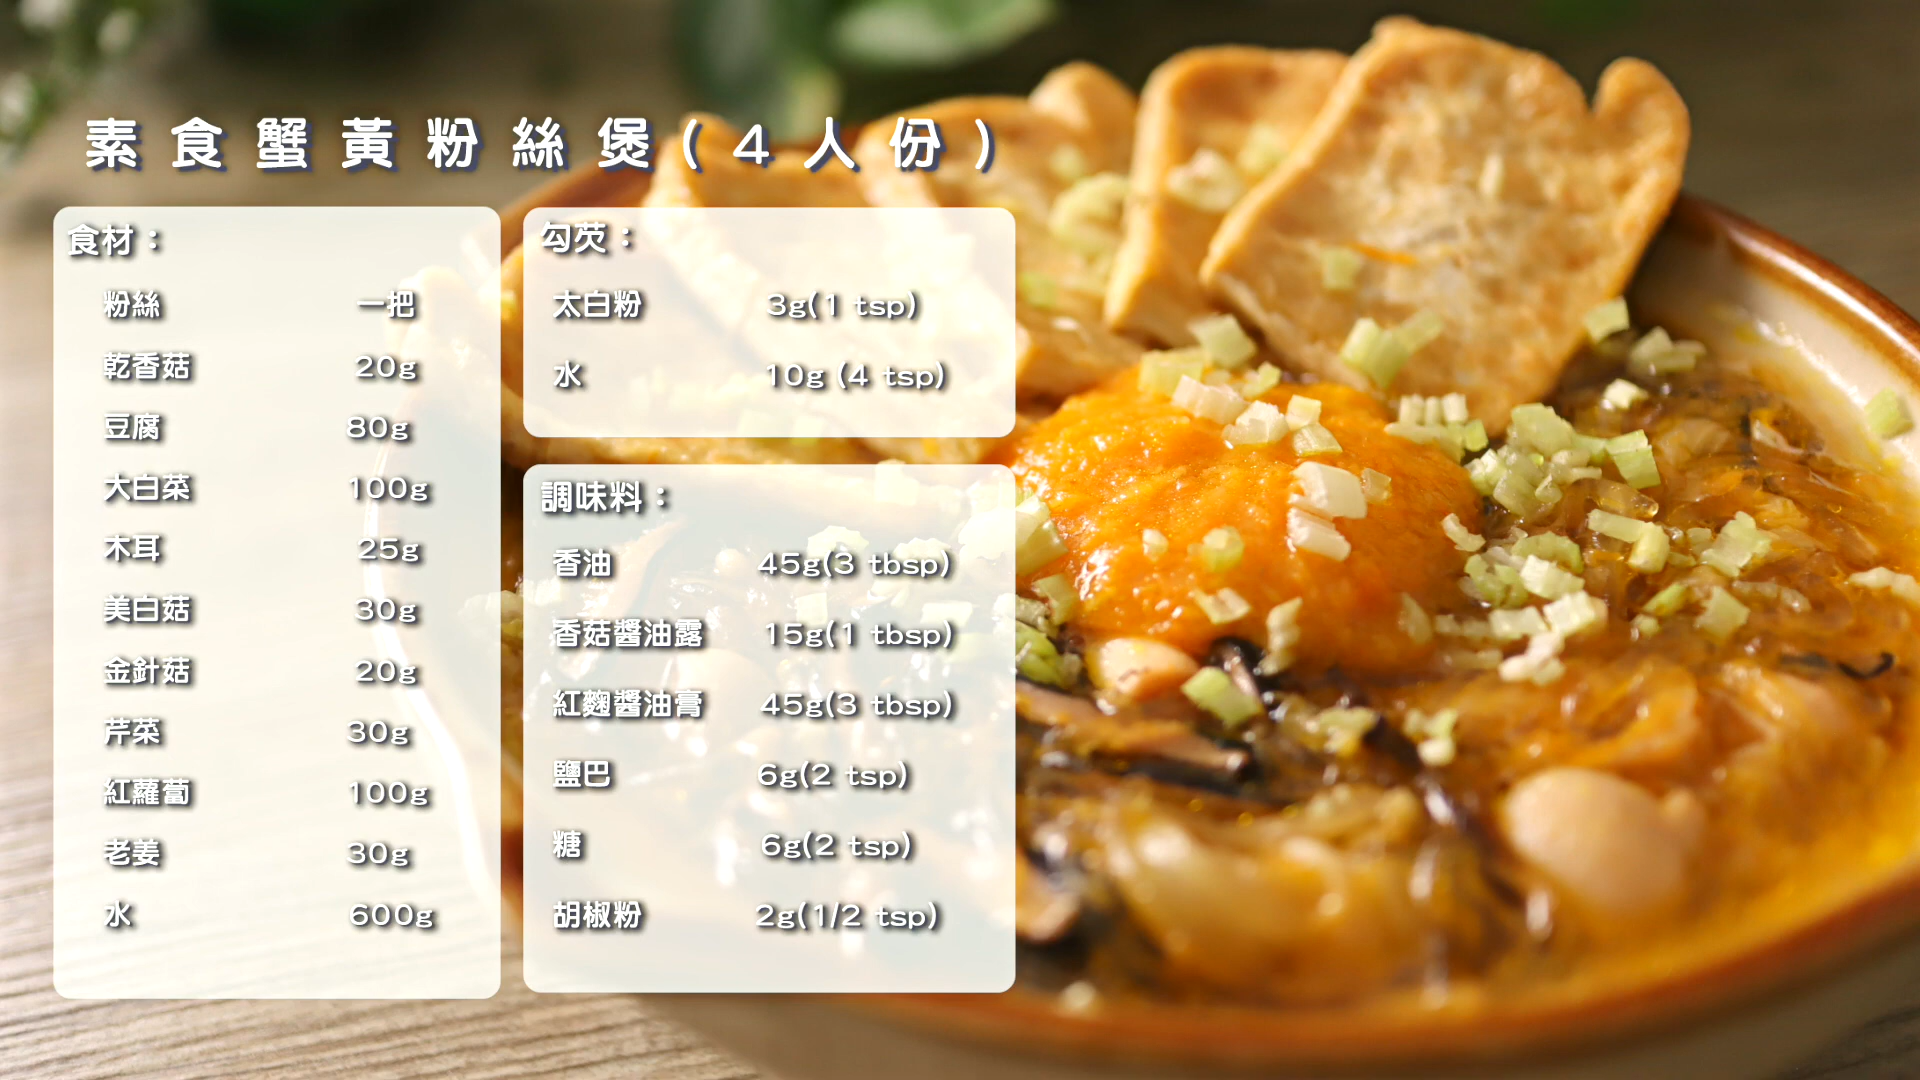 素食蟹黃粉絲煲(4人份)
食材：
粉絲 一把
乾香菇 20g
豆腐 80g
大白菜 100g
木耳 25g
美白菇 30g
金針菇 20g
芹菜 30g
紅蘿蔔 100g
老姜 30g
水 600g
勾芡：
太白粉 3g(1 tsp)
水 10g (4 tsp)
調味料：
香油 45g(3 tbsp)
香菇醬油露 15g(1 tbsp)
紅麴醬油膏 45g(3 tbsp)
鹽巴 6g(2 tsp)
糖 6g(2 tsp)
胡椒粉 2g(1/2 tsp)